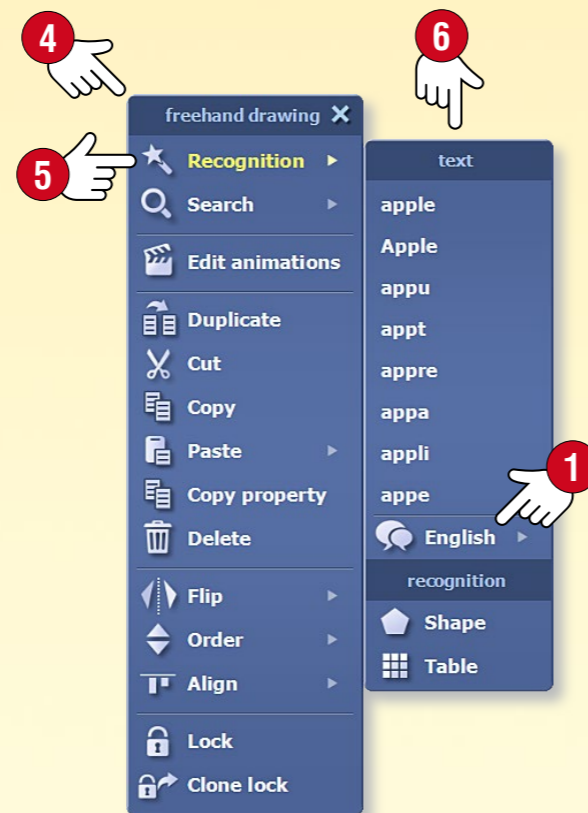 4
6
freehand drawing
5
Recognition
Search
Edit animations
Duplicate
Cut
Copy
Paste
Copy property
Delete
Flip
Order
Align
Lock
Clone lock
text
apple
Apple
appu
appt
appre
appa
appli
appe
1
English
recognition
Shape
Table